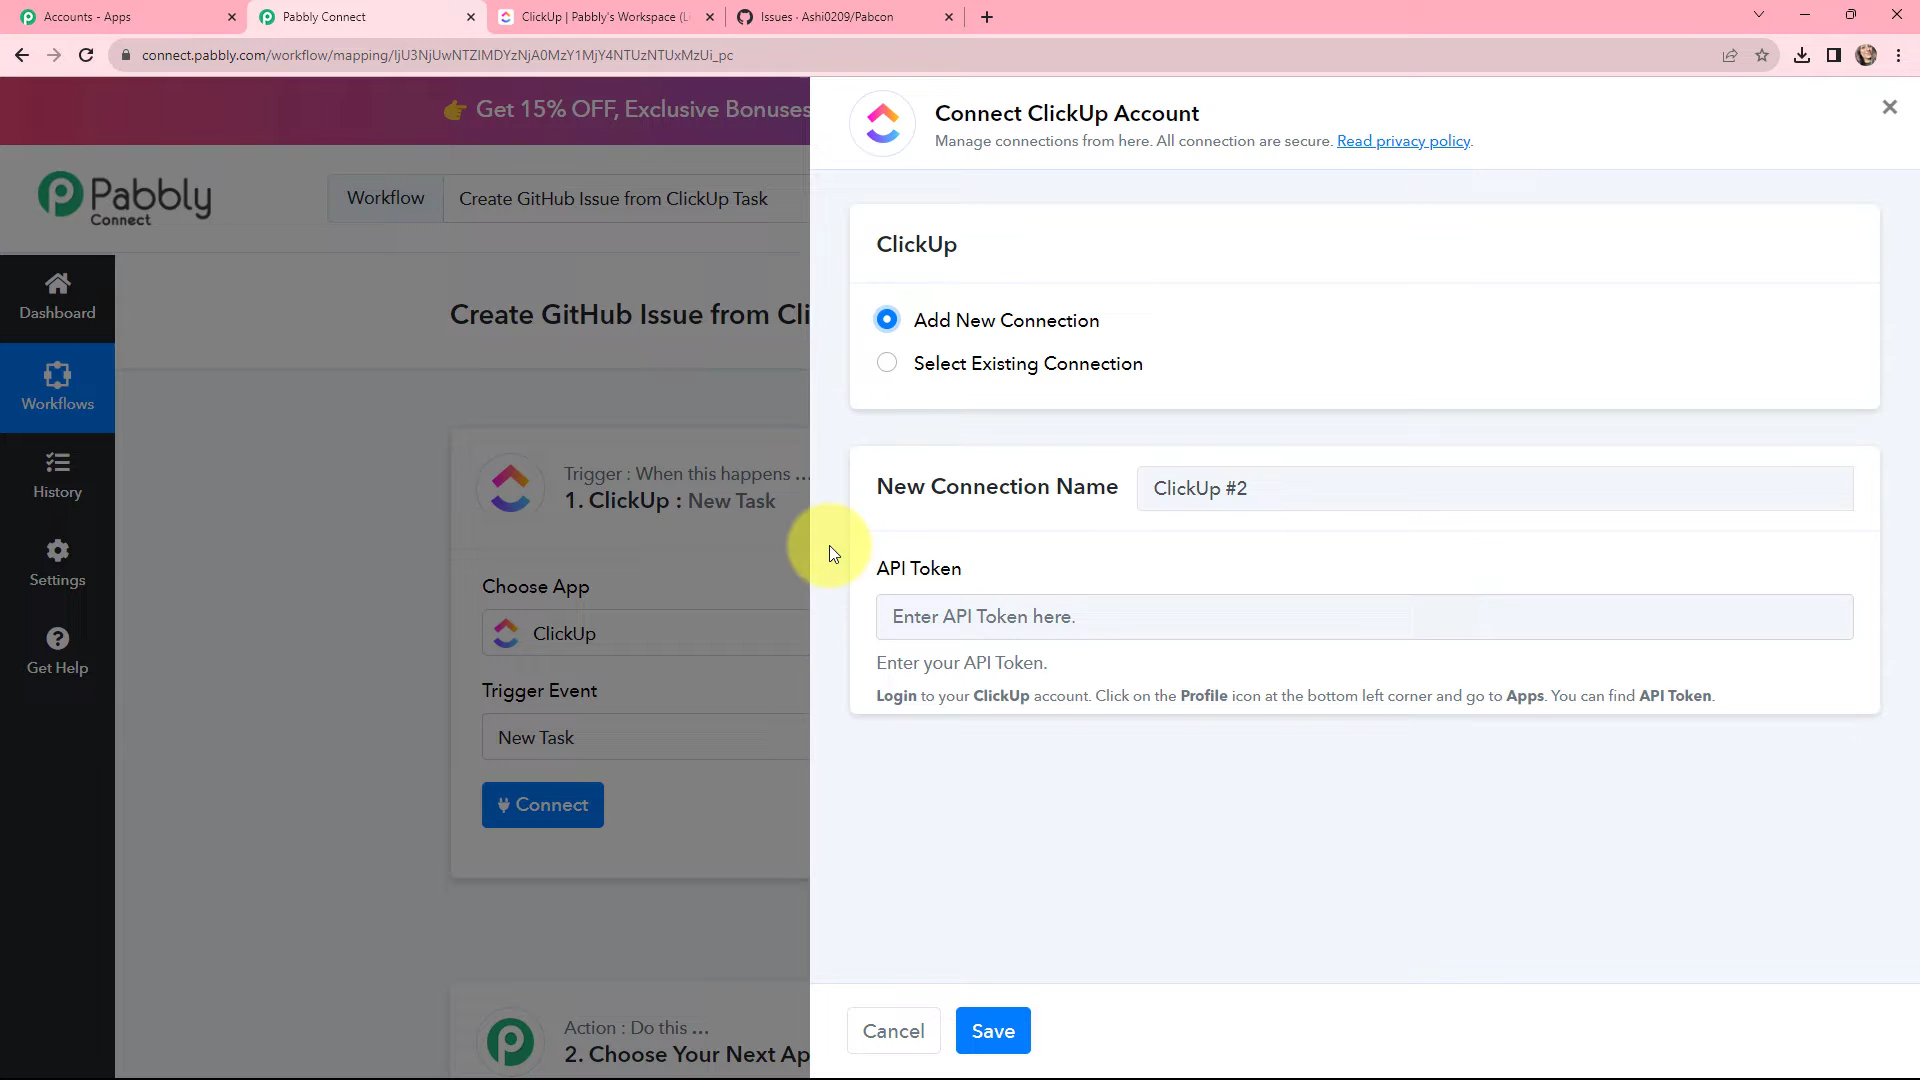 Accounts - Apps
Pabbly Connect
ClickUp | Pabbly's Workspace (Li
Issues · Ashi0209/Pabcon
connect.pabbly.com/workflow/mapping/IjU3NjUwNTZlMDYzNjA0MzY1MjY4NTUzNTUxMzUi_pc
👉 Get 15% OFF, Exclusive Bonuses
Pabbly
Connect
Workflow
Create GitHub Issue from ClickUp Task
Dashboard
Workflows
History
Settings
Get Help
Create GitHub Issue from Cli
Trigger : When this happens ...
1. ClickUp : New Task
Choose App
ClickUp
Trigger Event
New Task
Connect
Action : Do this ...
2. Choose Your Next Ap
Connect ClickUp Account
Manage connections from here. All connection are secure. Read privacy policy.
ClickUp
Add New Connection
Select Existing Connection
New Connection Name
ClickUp #2
API Token
Enter API Token here.
Enter your API Token.
Login to your ClickUp account. Click on the Profile icon at the bottom left corner and go to Apps. You can find API Token.
Cancel
Save